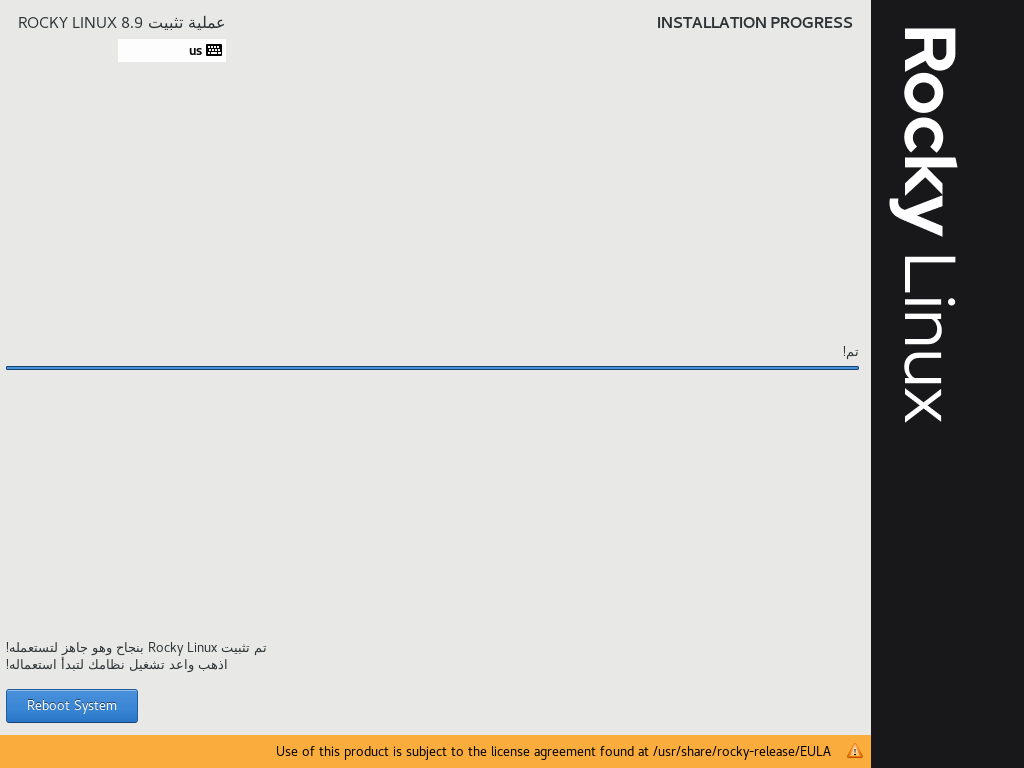 INSTALLATION PROGRESS
عملية تثبيت ROCKY LINUX 8.9
us
Rocky Linux
تم!
تم تثبيت Rocky Linux بنجاح وهو جاهز لتستعمله!
اذهب واعد تشغيل نظامك لتبدأ استعماله!
Reboot System
Use of this product is subject to the license agreement found at /usr/share/rocky-release/EULA